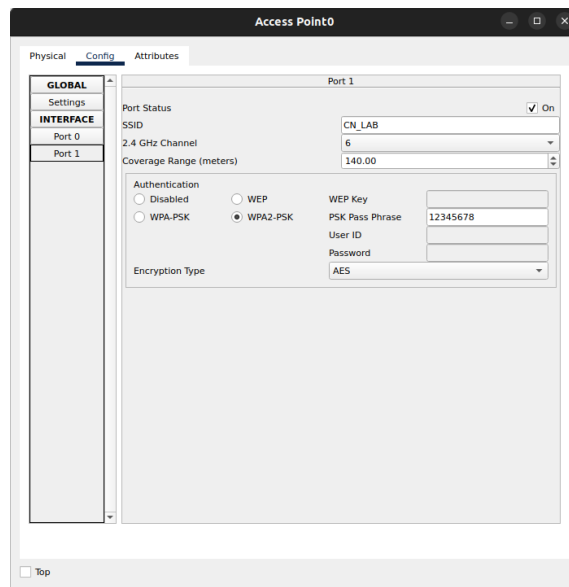 Access Point0
Physical Config Attributes
GLOBAL
Settings
INTERFACE
Port 0
Port 1
Port 1
Port Status On
SSID CN_LAB
2.4 GHz Channel 6
Coverage Range (meters) 140.00
Authentication
Disabled WEP WEP Key
WPA-PSK WPA2-PSK PSK Pass Phrase 12345678
User ID
Password
Encryption Type AES
Top